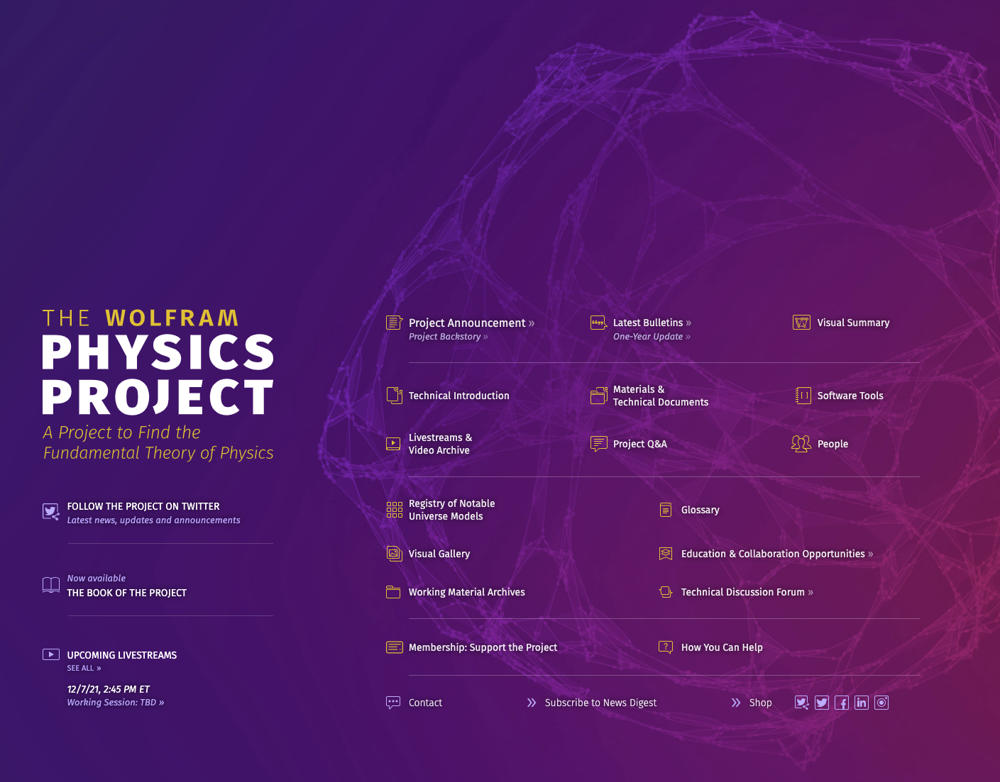 THE WOLFRAM
PHYSICS
PROJECT
A Project to Find the
Fundamental Theory of Physics
FOLLOW THE PROJECT ON TWITTER
Latest news, updates and announcements
Now available
THE BOOK OF THE PROJECT
UPCOMING LIVESTREAMS
SEE ALL »
12/7/21, 2:45 PM ET
Working Session: TBD »
Project Announcement »
Project Backstory »
Latest Bulletins »
One-Year Update »
Visual Summary
Technical Introduction
Materials &
Technical Documents
Software Tools
Livestreams &
Video Archive
Project Q&A
People
Registry of Notable
Universe Models
Glossary
Visual Gallery
Education & Collaboration Opportunities »
Working Material Archives
Technical Discussion Forum »
Membership: Support the Project
How You Can Help
Contact
» Subscribe to News Digest
» Shop